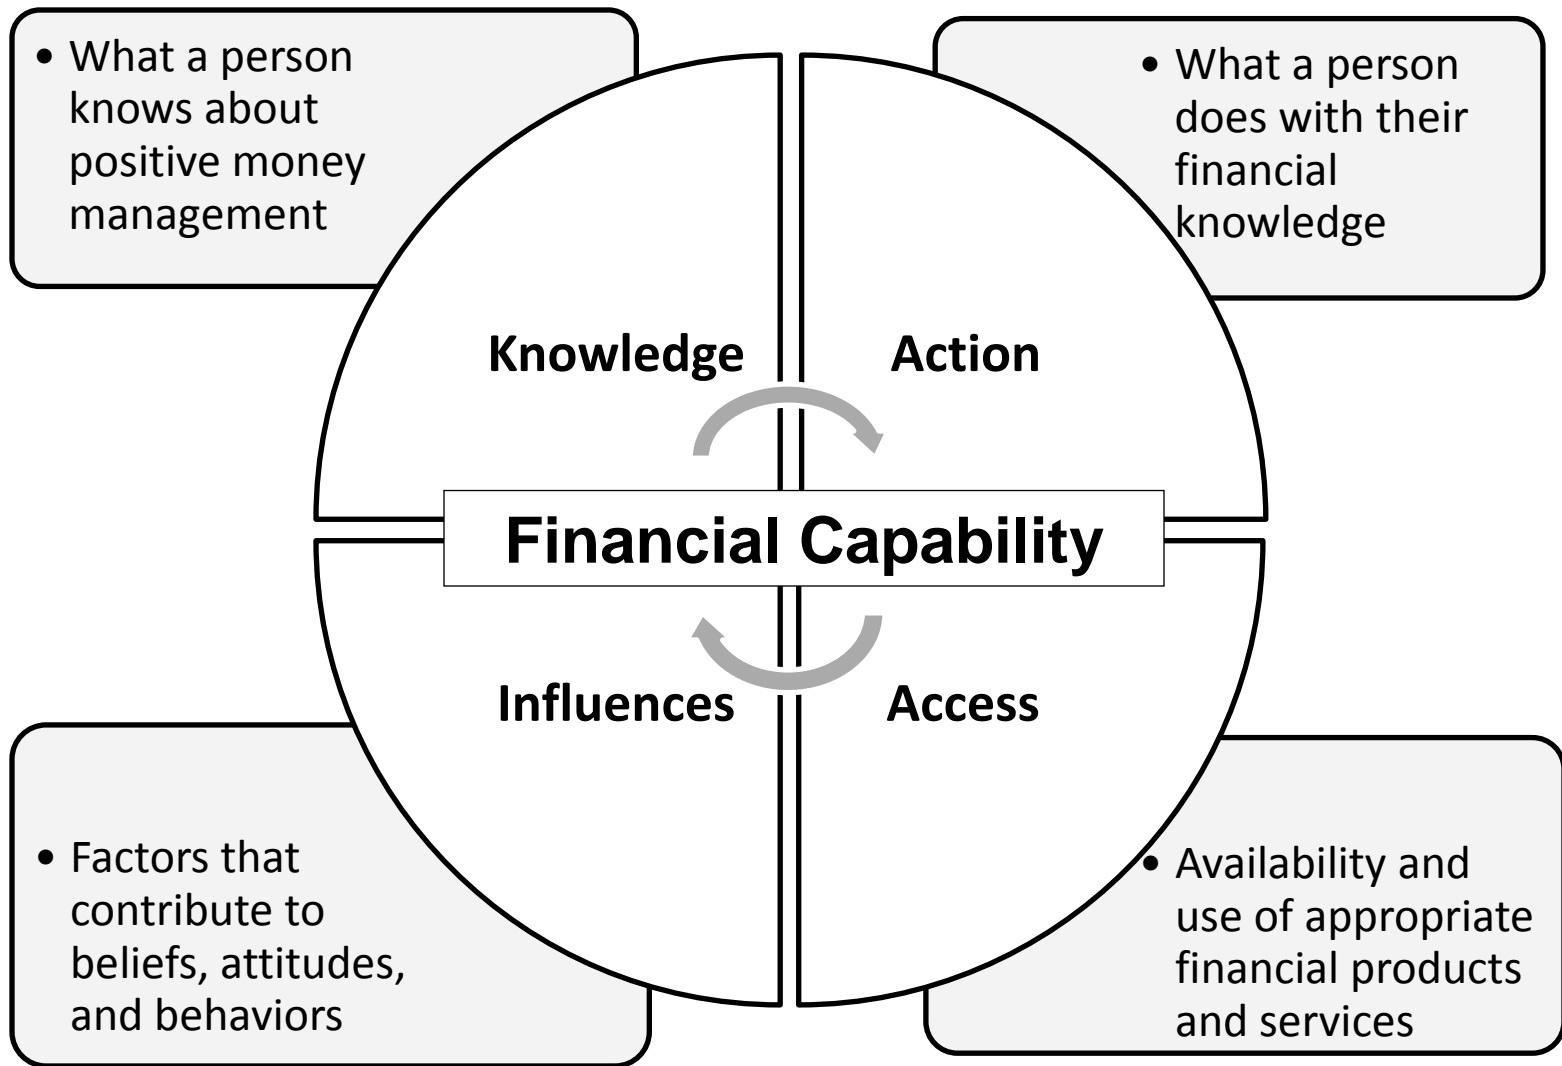 • What a person
knows about
positive money
management
• What a person
does with their
financial
knowledge
Knowledge
Action
Financial Capability
Influences
Access
• Factors that
contribute to
beliefs, attitudes,
and behaviors
• Availability and
use of appropriate
financial products
and services